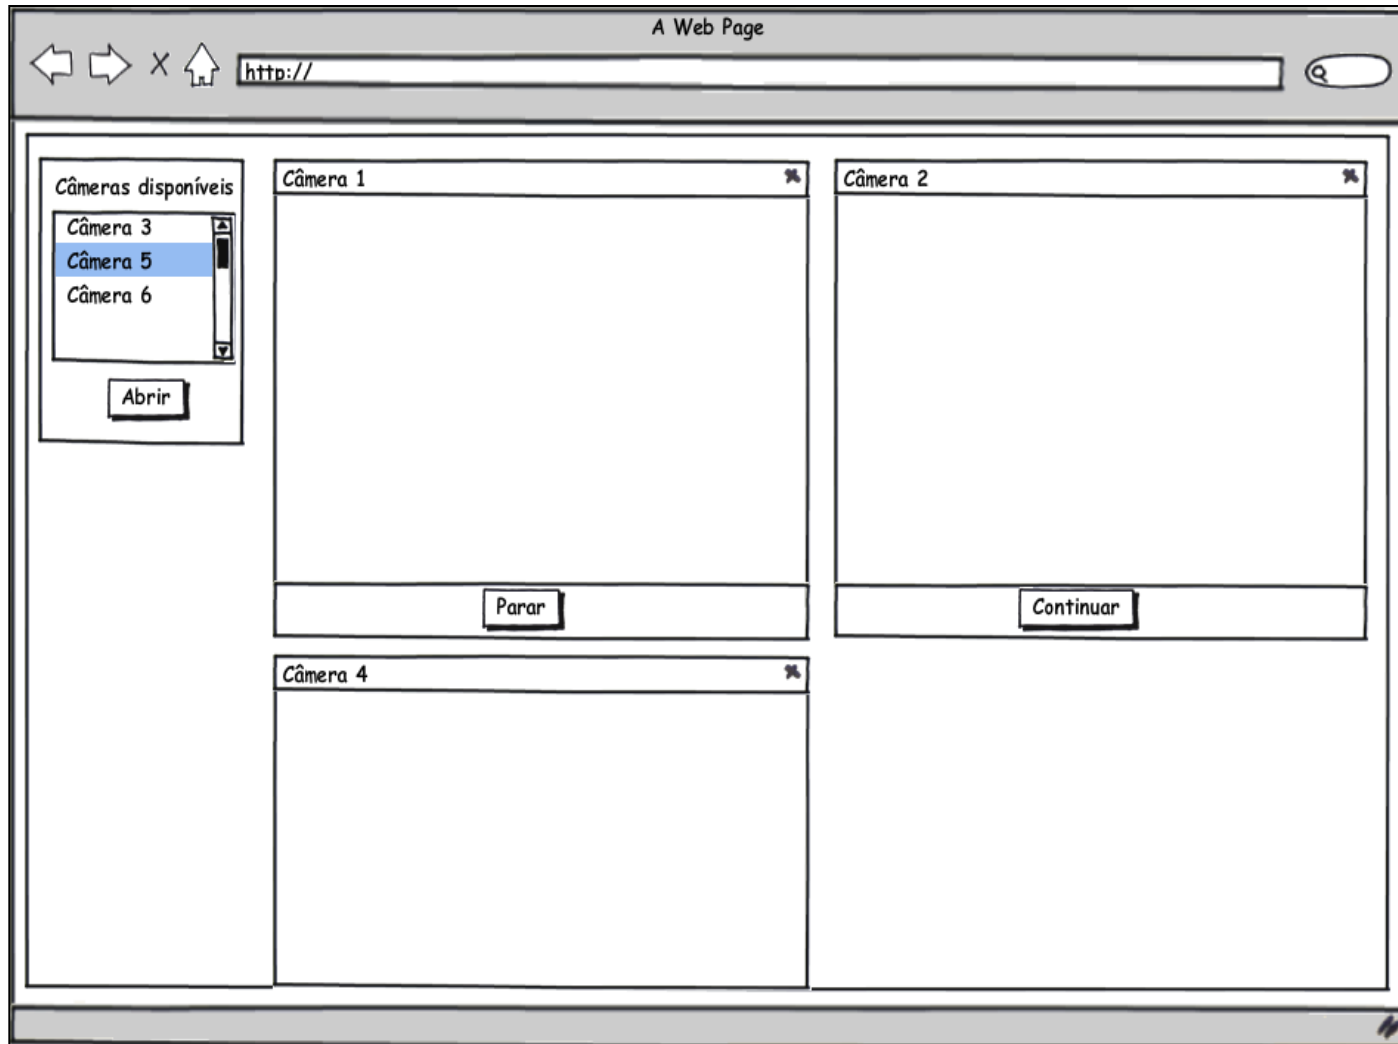 A Web Page
http://
Câmeras disponíveis
Câmera 3
Câmera 5
Câmera 6
Abrir
Câmera 1
Parar
Câmera 2
Continuar
Câmera 4